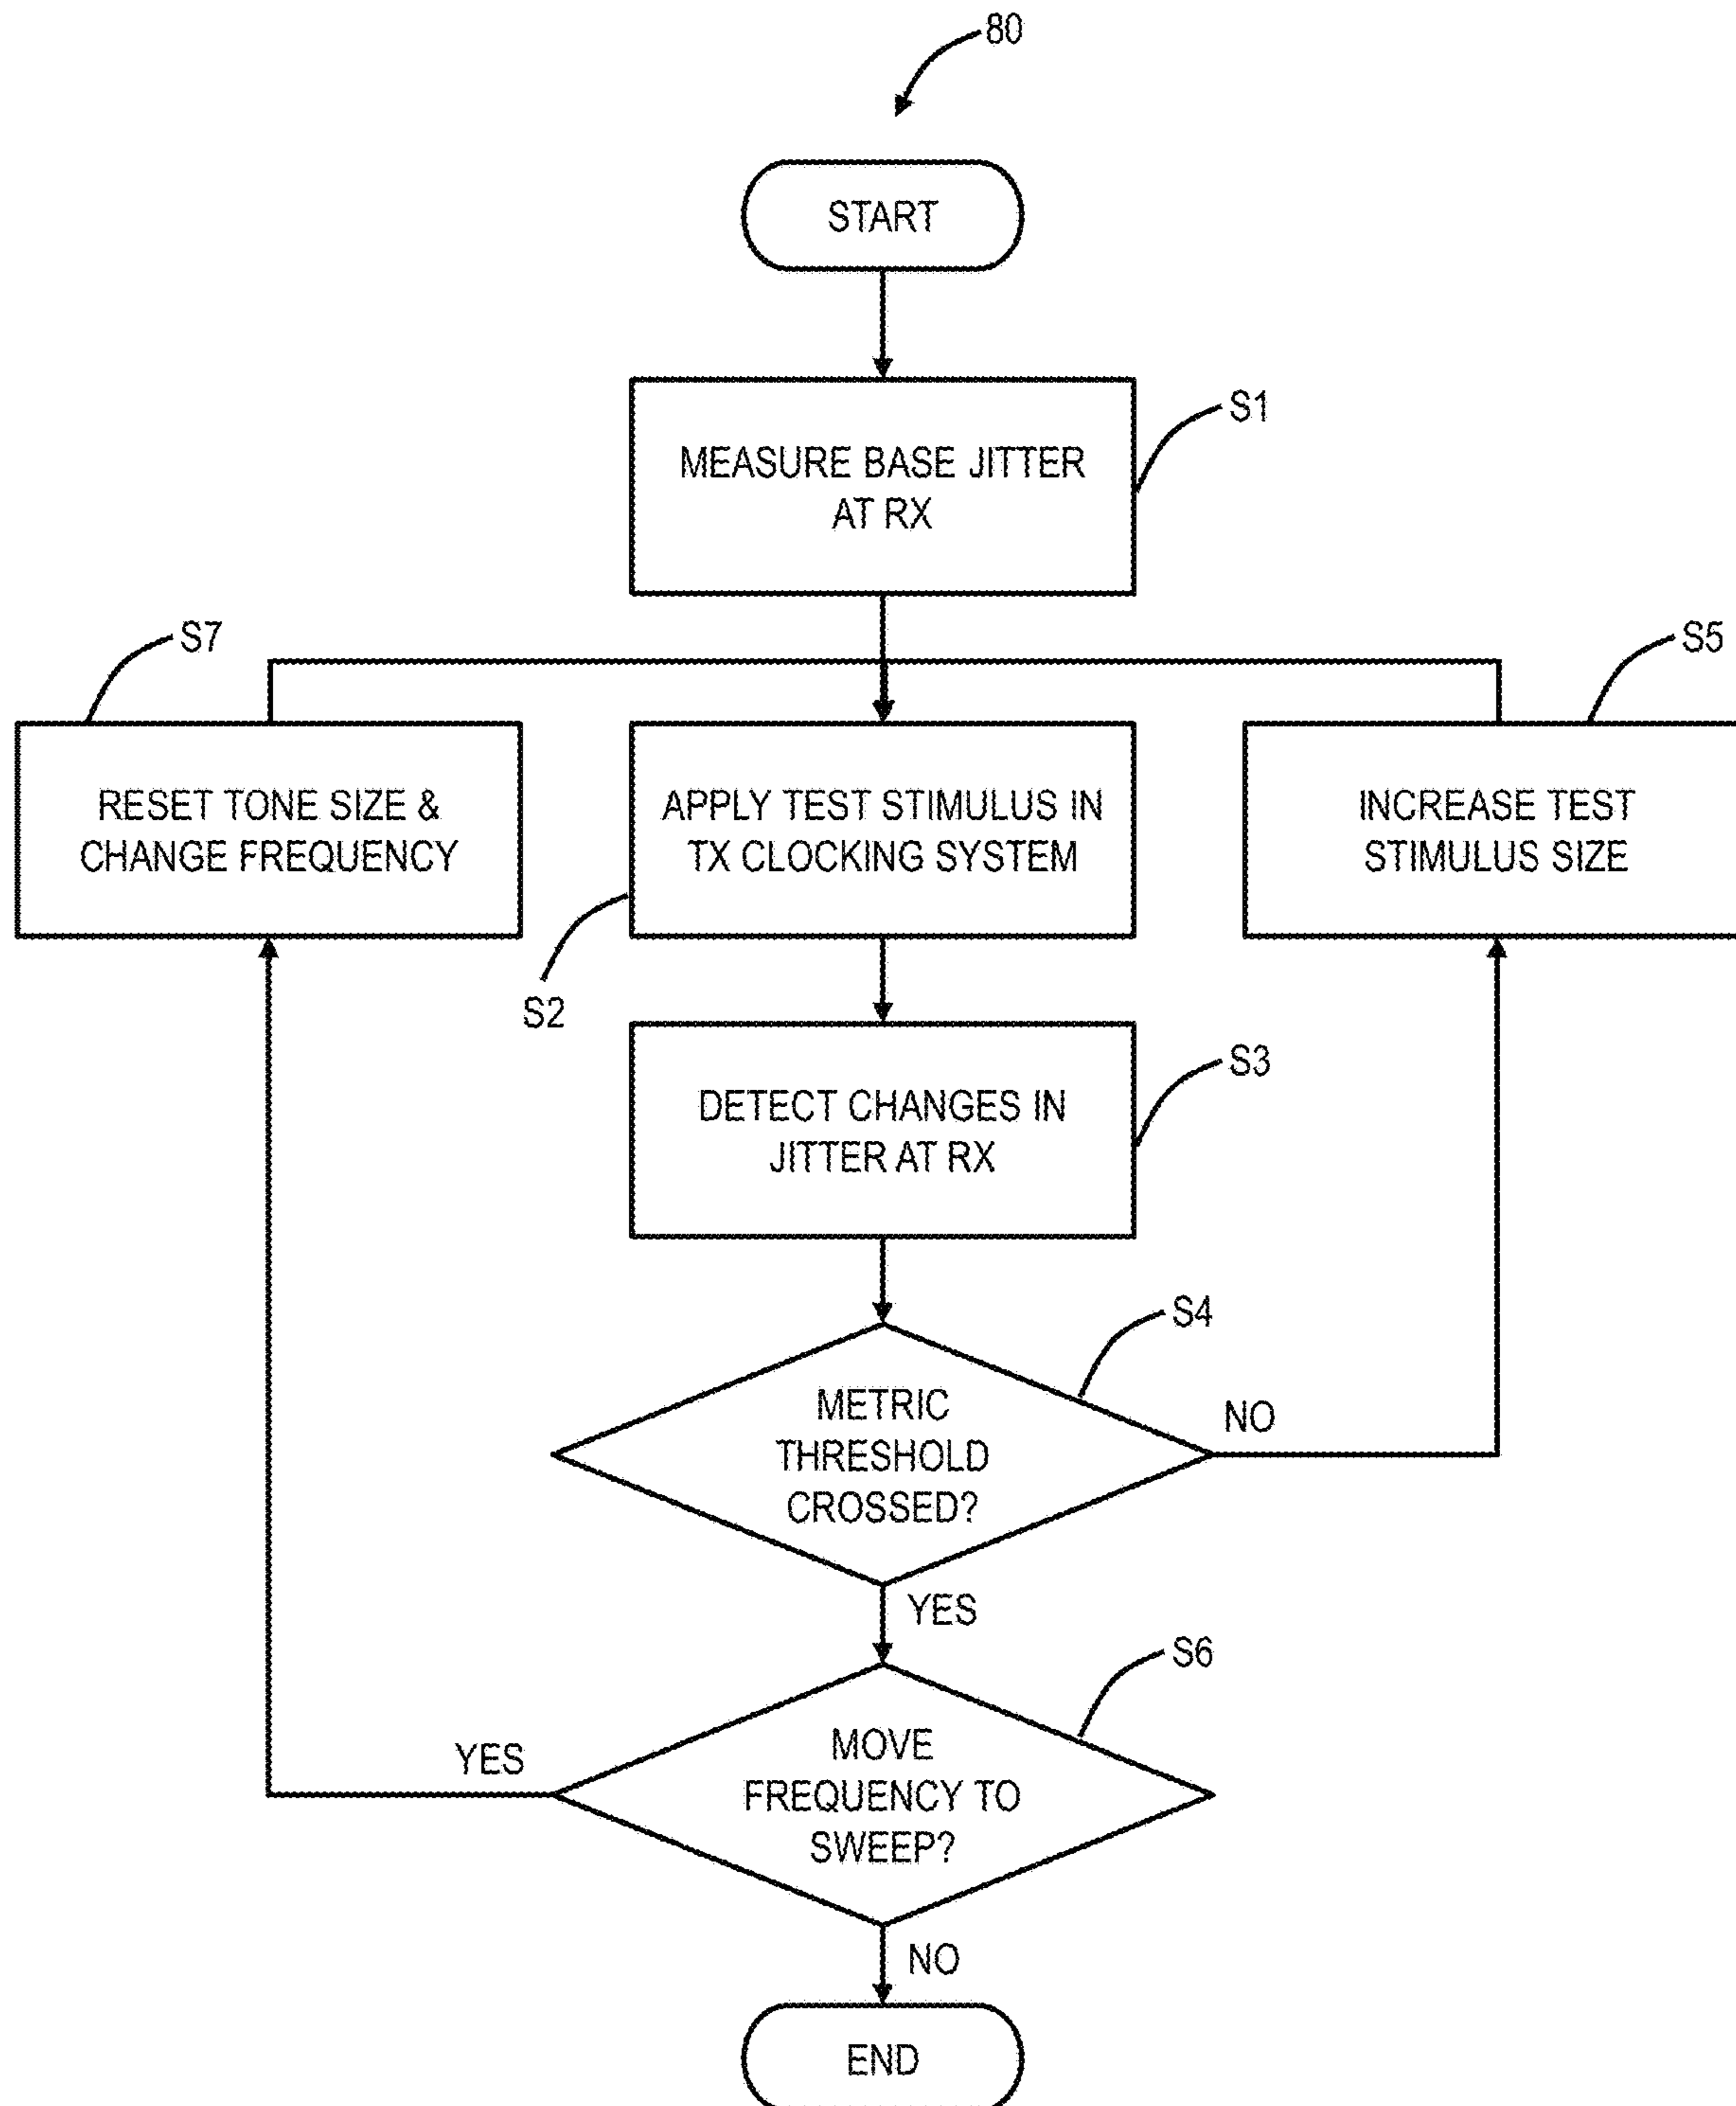 80
START
S1
MEASURE BASE JITTER
AT RX
S7
S5
RESET TONE SIZE &
CHANGE FREQUENCY
APPLY TEST STIMULUS IN
TX CLOCKING SYSTEM
INCREASE TEST
STIMULUS SIZE
S2
S3
DETECT CHANGES IN
JITTER AT RX
S4
METRIC
THRESHOLD
CROSSED?
NO
YES
S6
MOVE
FREQUENCY TO
SWEEP?
YES
NO
END